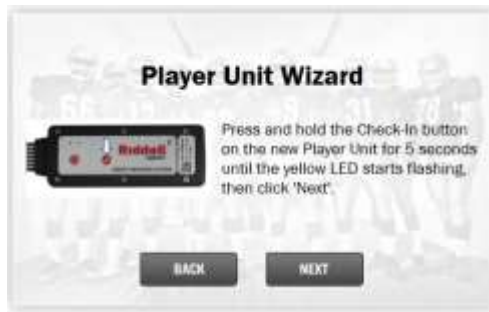 Player Unit Wizard
Riddell
Press and hold the Check-In button
on the new Player Unit for 5 seconds
until the yellow LED starts flashing,
then click 'Next'.
BACK
NEXT